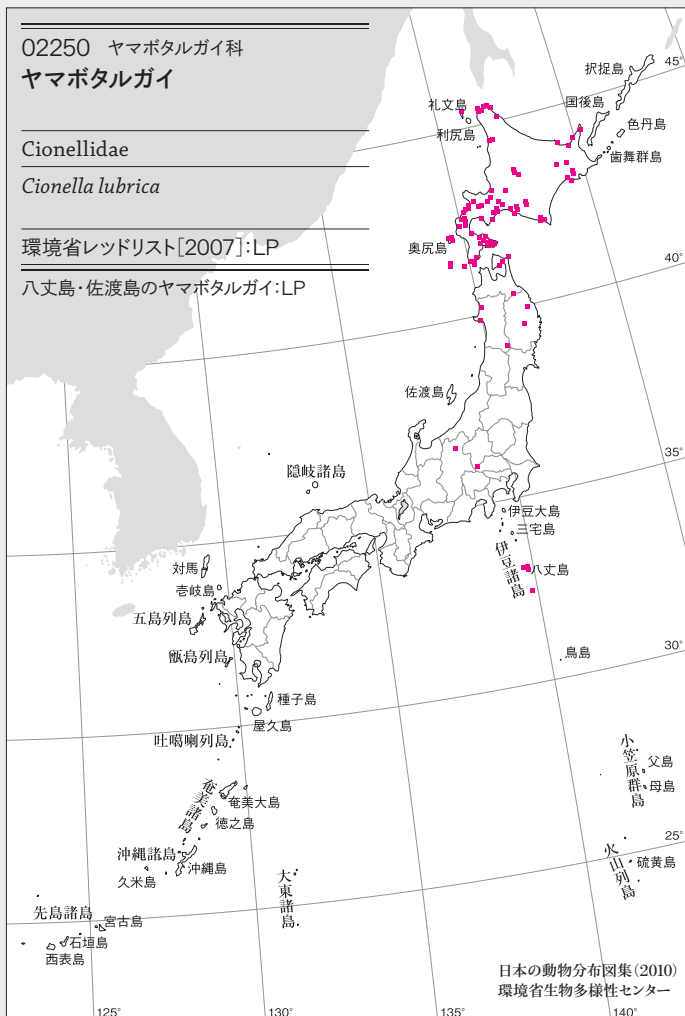 02250 ヤマボタルガイ科
ヤマボタルガイ
Cionellidae
Cionella lubrica
環境省レッドリスト[2007]:LP
八丈島・佐渡島のヤマボタルガイ:LP
45°
択捉島
国後島
礼文島
色丹島
利尻島
歯舞群島
奥尻島
40°
佐渡島
35°
隠岐諸島
伊豆大島
三宅島
伊豆諸島
八丈島
対馬
壱岐島
五島列島
甑島列島
鳥島
30°
種子島
屋久島
吐噶喇列島
小笠原群島
父島
母島
奄美諸島
奄美大島
徳之島
25°
沖縄諸島
沖縄島
久米島
火山列島
硫黄島
大東諸島
先島諸島
宮古島
石垣島
西表島
日本の動物分布図集(2010)
環境省生物多様性センター
125°
130°
135°
140°